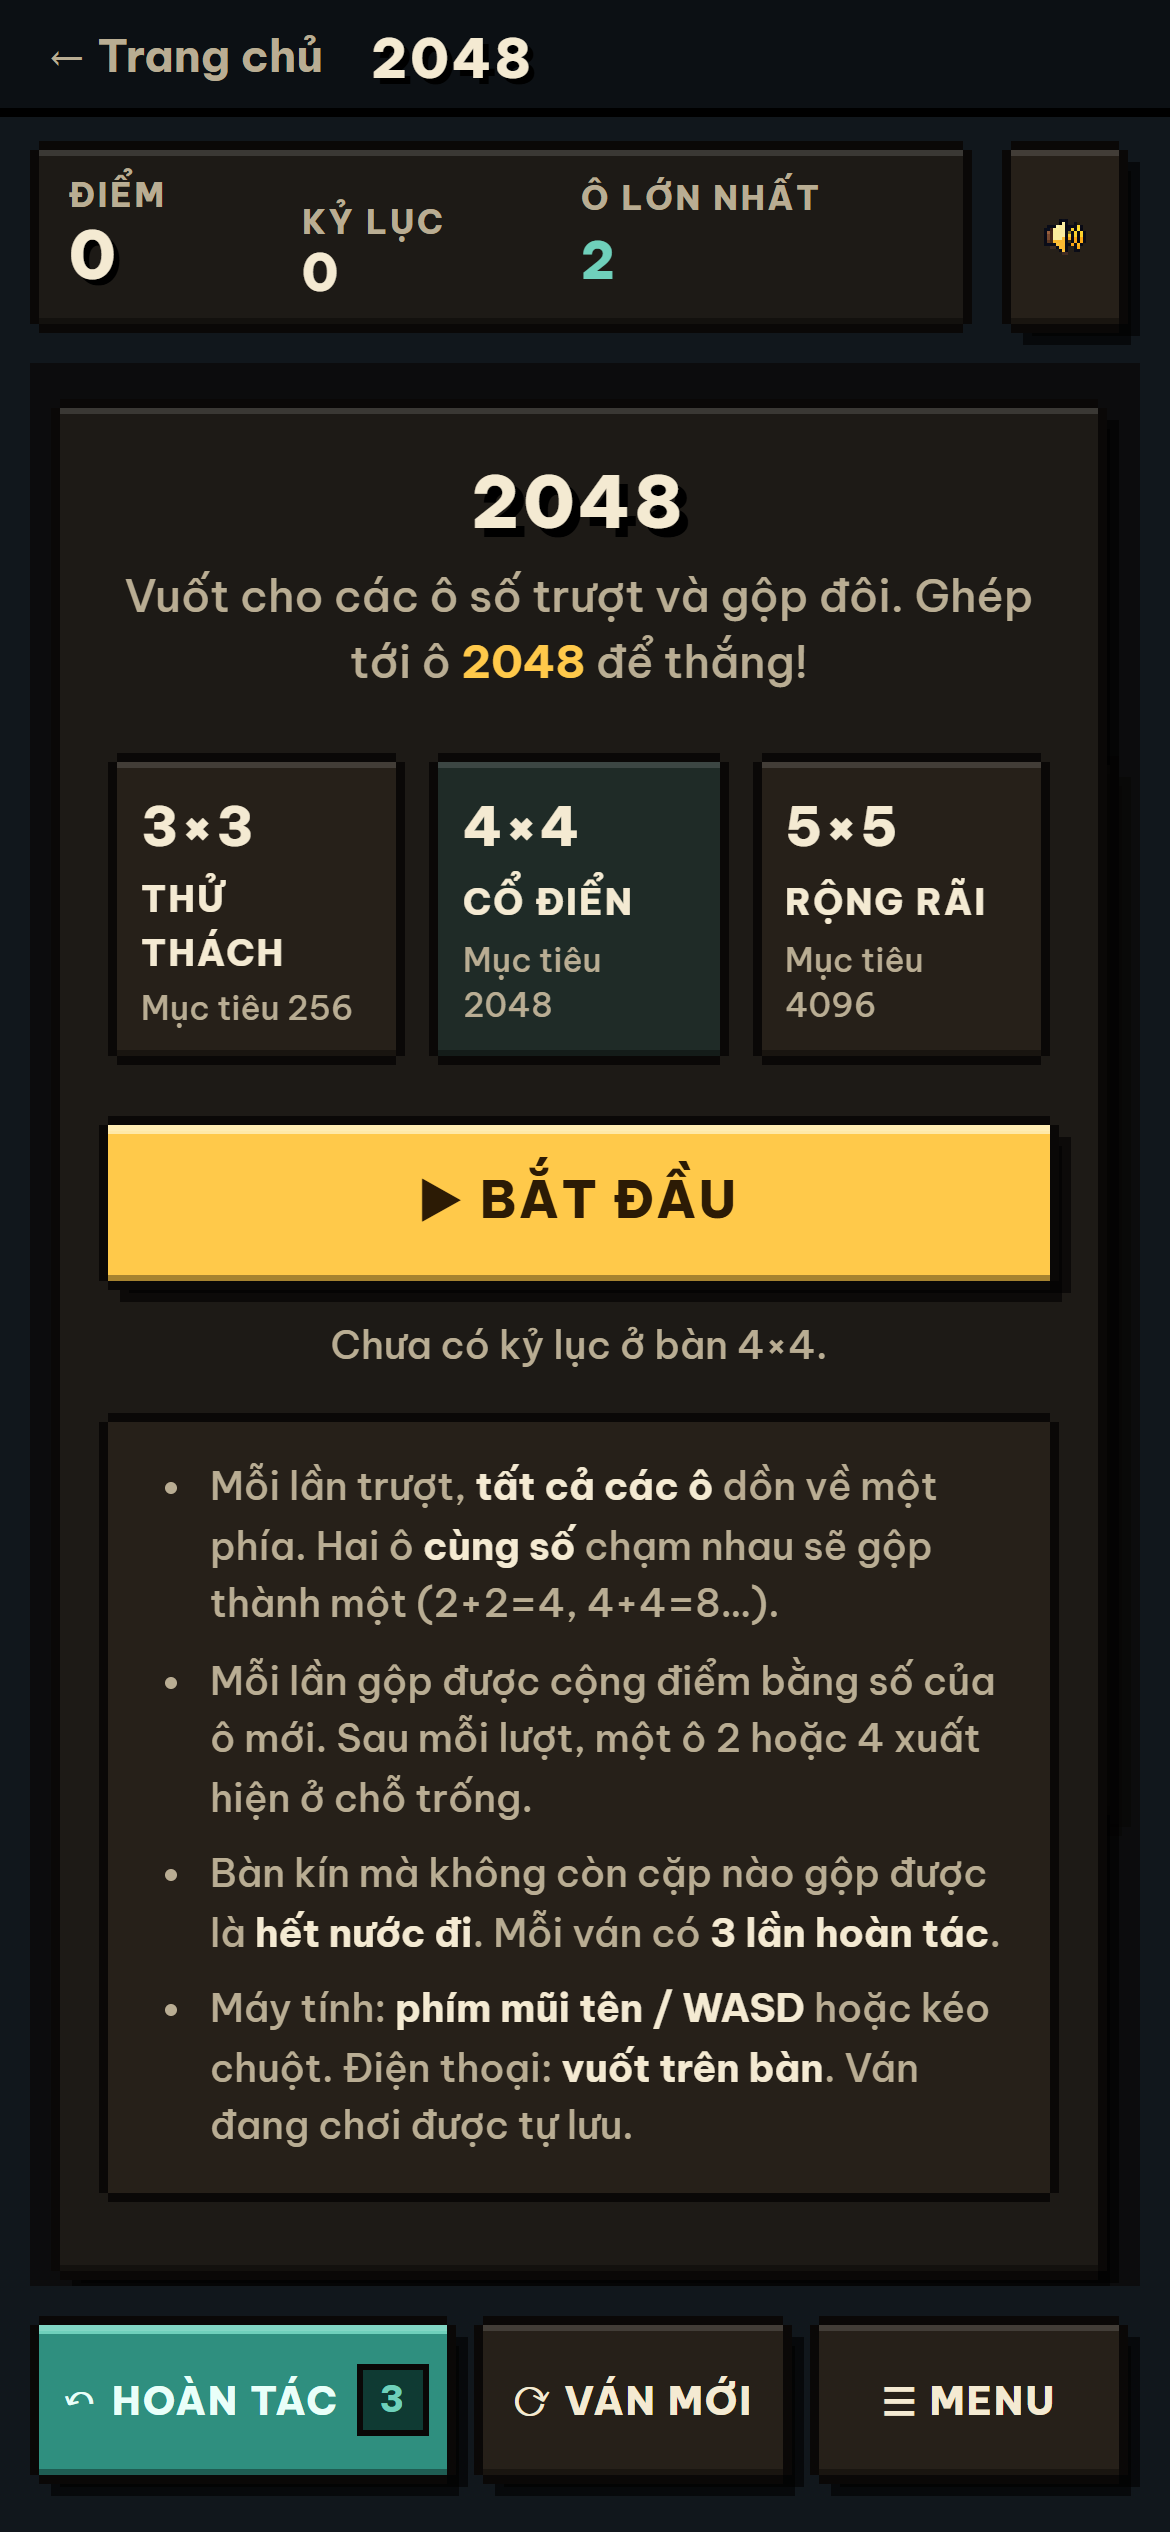 ← Trang chủ 2048
ĐIỂM KỶ LỤC Ô LỚN NHẤT
0 0 2
2048
Vuốt cho các ô số trượt và gộp đôi. Ghép
tới ô 2048 để thắng!
3×3
THỬ
THÁCH
Mục tiêu 256
4×4
CỔ ĐIỂN
Mục tiêu
2048
5×5
RỘNG RÃI
Mục tiêu
4096
▶ BẮT ĐẦU
Chưa có kỷ lục ở bàn 4×4.
• Mỗi lần trượt, tất cả các ô dồn về một
phía. Hai ô cùng số chạm nhau sẽ gộp
thành một (2+2=4, 4+4=8...).
• Mỗi lần gộp được cộng điểm bằng số của
ô mới. Sau mỗi lượt, một ô 2 hoặc 4 xuất
hiện ở chỗ trống.
• Bàn kín mà không còn cặp nào gộp được
là hết nước đi. Mỗi ván có 3 lần hoàn tác.
• Máy tính: phím mũi tên / WASD hoặc kéo
chuột. Điện thoại: vuốt trên bàn. Ván
đang chơi được tự lưu.
↶ HOÀN TÁC 3
⟳ VÁN MỚI
☰ MENU